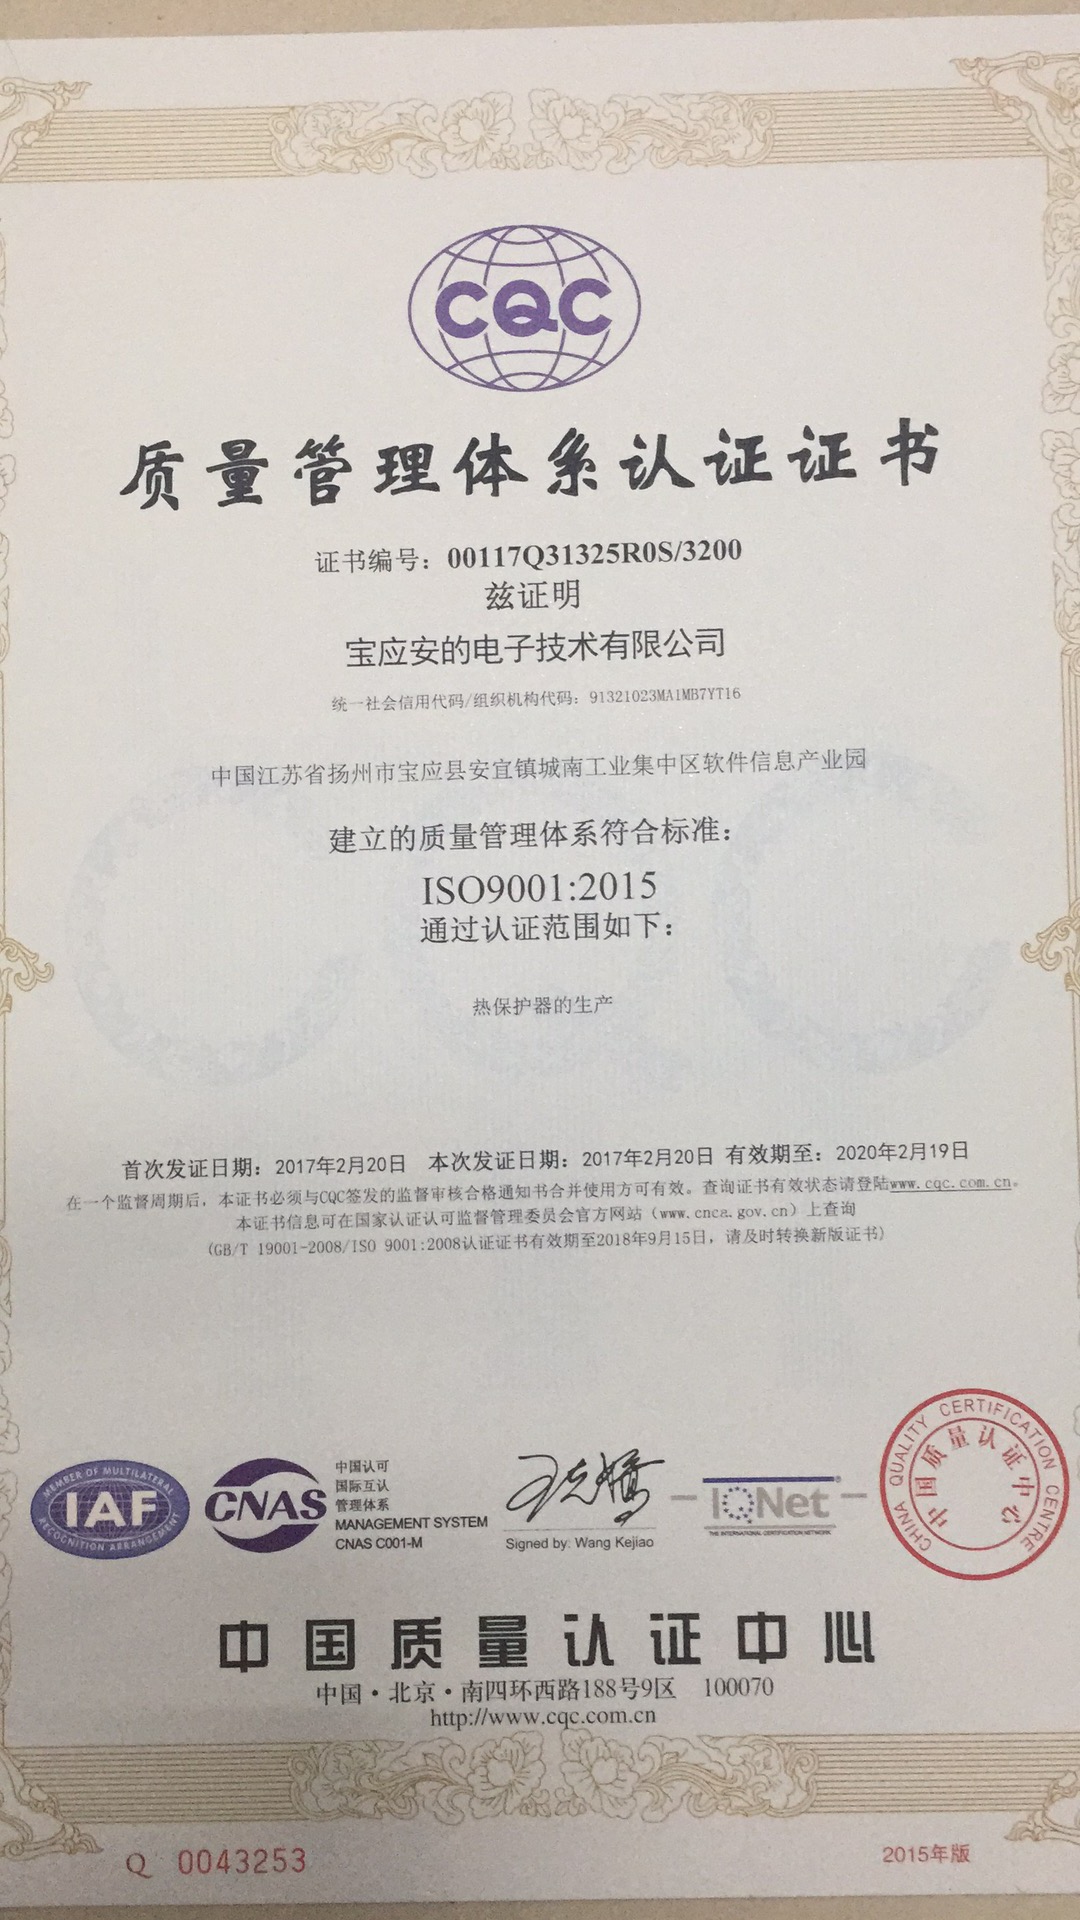 CQC
质量管理体系认证证书
证书编号：00117Q31325R0S/3200
兹证明
宝应安的电子技术有限公司
统一社会信用代码/组织机构代码：91321023MA1MB7YT16
中国江苏省扬州市宝应县安宜镇城南工业集中区软件信息产业园
建立的质量管理体系符合标准：
ISO9001:2015
通过认证范围如下：
热保护器的生产
首次发证日期：2017年2月20日 本次发证日期：2017年2月20日 有效期至：2020年2月19日
在一个监督周期后，本证书必须与CQC签发的监督审核合格通知书合并使用方可有效。查询证书有效状态请登陆www.cqc.com.cn。
本证书信息可在国家认证认可监督管理委员会官方网站（www.cnca.gov.cn）上查询
(GB/T 19001-2008/ISO 9001:2008认证证书有效期至2018年9月15日，请及时转换新版证书)
MEMBER OF MULTILATERAL
IAF
RECOGNITION ARRANGEMENT
CNAS
中国认可
国际互认
管理体系
MANAGEMENT SYSTEM
CNAS C001-M
Signed by: Wang Kejiao
IQNet
THE INTERNATIONAL CERTIFICATION NETWORK
CHINA QUALITY CERTIFICATION CENTRE
中国质量认证中心
中国质量认证中心
中国·北京·南四环西路188号9区 100070
http://www.cqc.com.cn
Q 0043253
2015年版